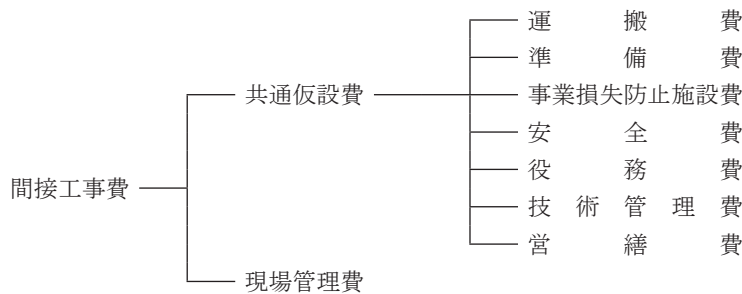 運搬費
準備費
共通仮設費 事業損失防止施設費
安全費
役務費
間接工事費
技術管理費
営繕費
現場管理費